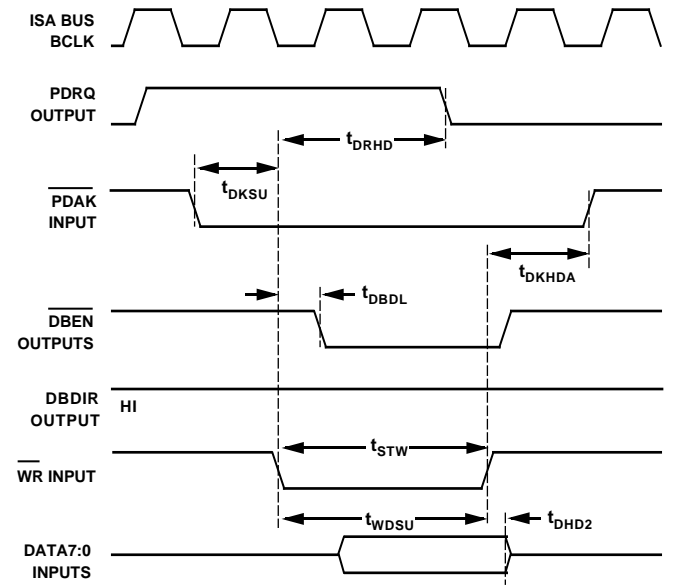 ISA BUS
BCLK
PDRQ
OUTPUT
tDRHD
tDKSU
PDAK
INPUT
tDKHDA
tDBDL
DBEN
OUTPUTS
DBDIR
OUTPUT
HI
tSTW
WR INPUT
tWDSU
tDHD2
DATA7:0
INPUTS